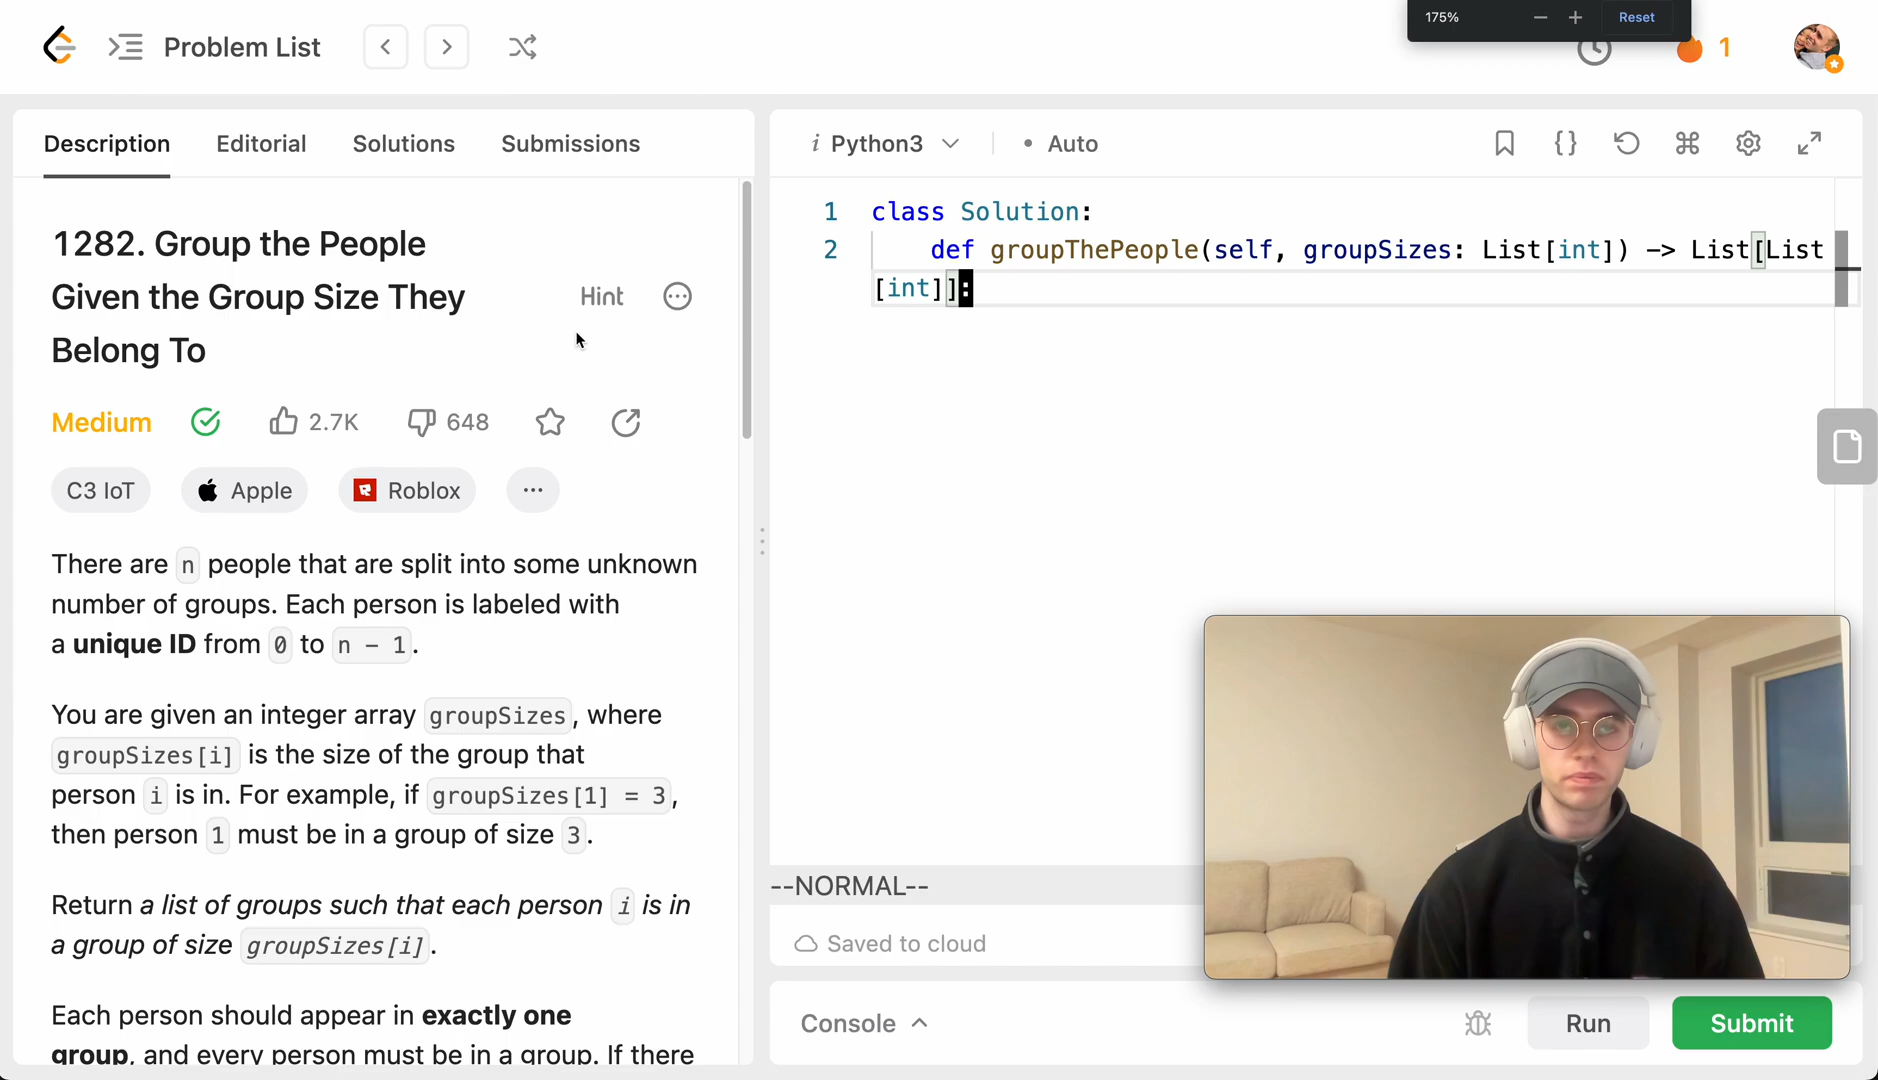 175%
Reset
Problem List
1
Description Editorial Solutions Submissions
1282. Group the People
Given the Group Size They
Belong To
Hint
Medium 2.7K 648
C3 IoT Apple Roblox
There are n people that are split into some unknown
number of groups. Each person is labeled with
a unique ID from 0 to n - 1.
You are given an integer array groupSizes, where
groupSizes[i] is the size of the group that
person i is in. For example, if groupSizes[1] = 3,
then person 1 must be in a group of size 3.
Return a list of groups such that each person i is in
a group of size groupSizes[i].
Each person should appear in exactly one
group, and every person must be in a group. If there
i Python3 • Auto
1 class Solution:
2 def groupThePeople(self, groupSizes: List[int]) -> List[List
[int]]:
--NORMAL--
Saved to cloud
Console
Run
Submit